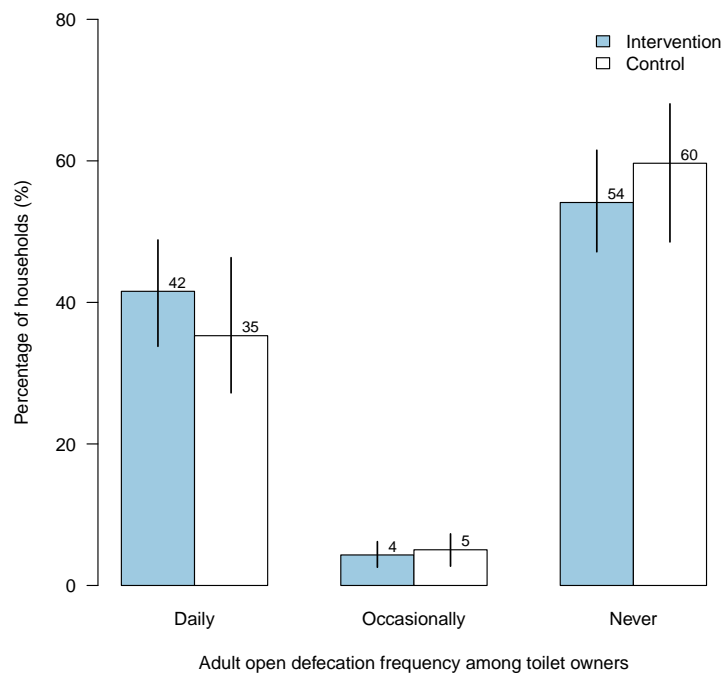 80
60
40
20
0
Percentage of households (%)
Intervention
Control
42
35
4
5
54
60
Daily
Occasionally
Never
Adult open defecation frequency among toilet owners